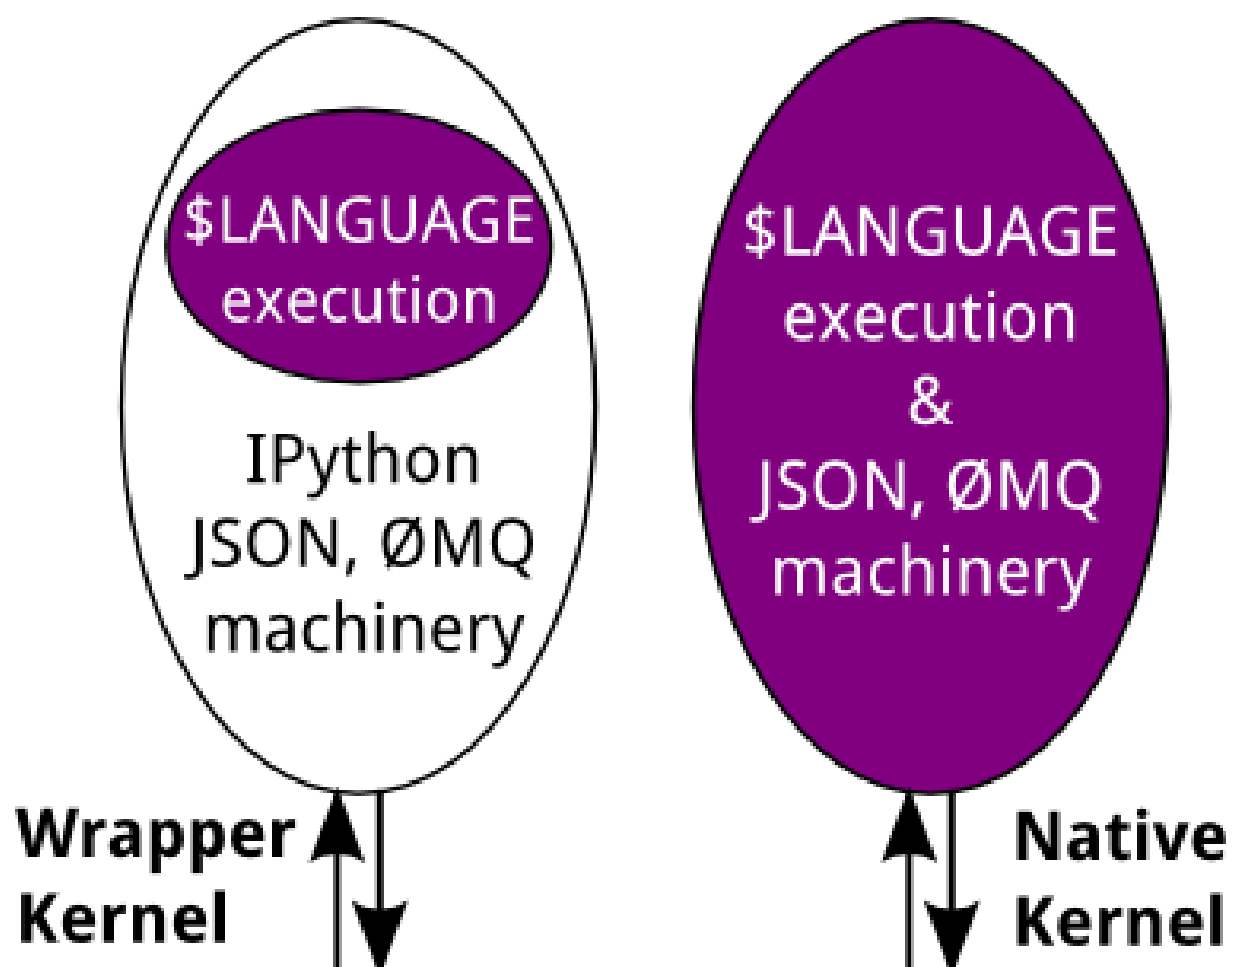 $LANGUAGE
execution
IPython
JSON, ØMQ
machinery
Wrapper
Kernel
$LANGUAGE
execution
&
JSON, ØMQ
machinery
Native
Kernel